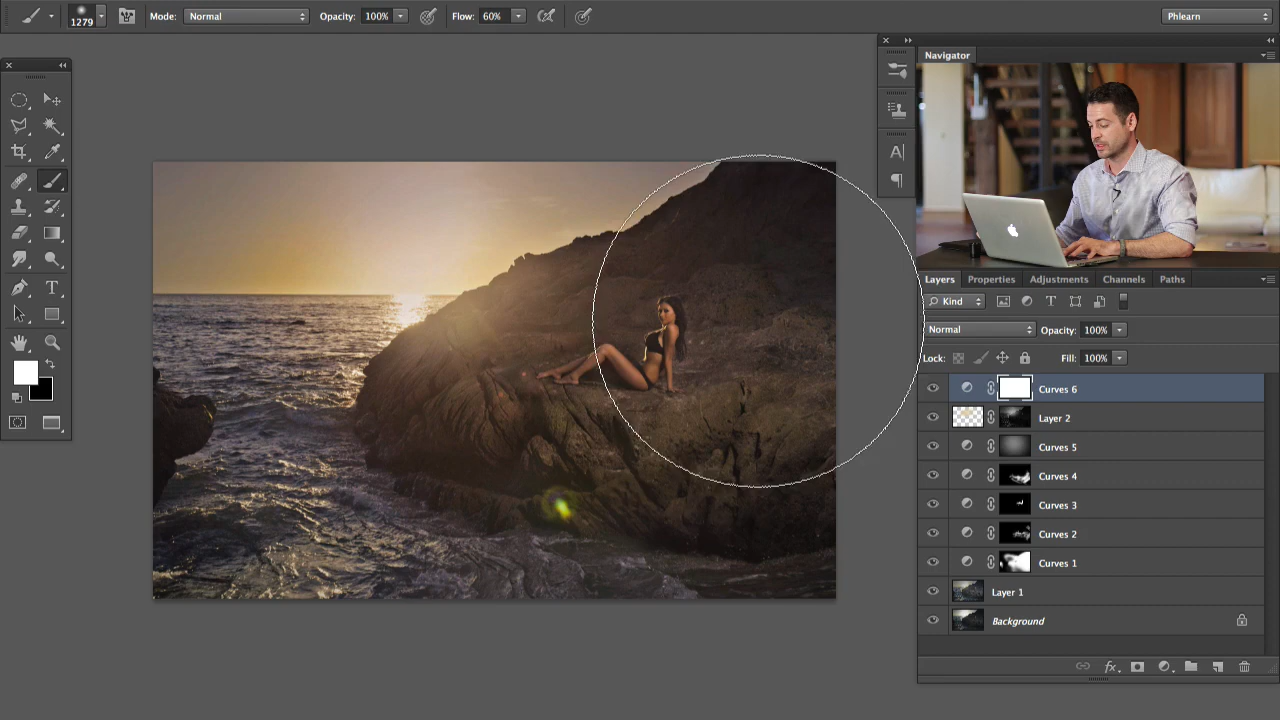 1279
Mode: Normal Opacity: 100% Flow: 60% Phlearn
Navigator
Layers Properties Adjustments Channels Paths
Kind
Normal Opacity: 100%
Lock: Fill: 100%
Curves 6
Layer 2
Curves 5
Curves 4
Curves 3
Curves 2
Curves 1
Layer 1
Background
fx